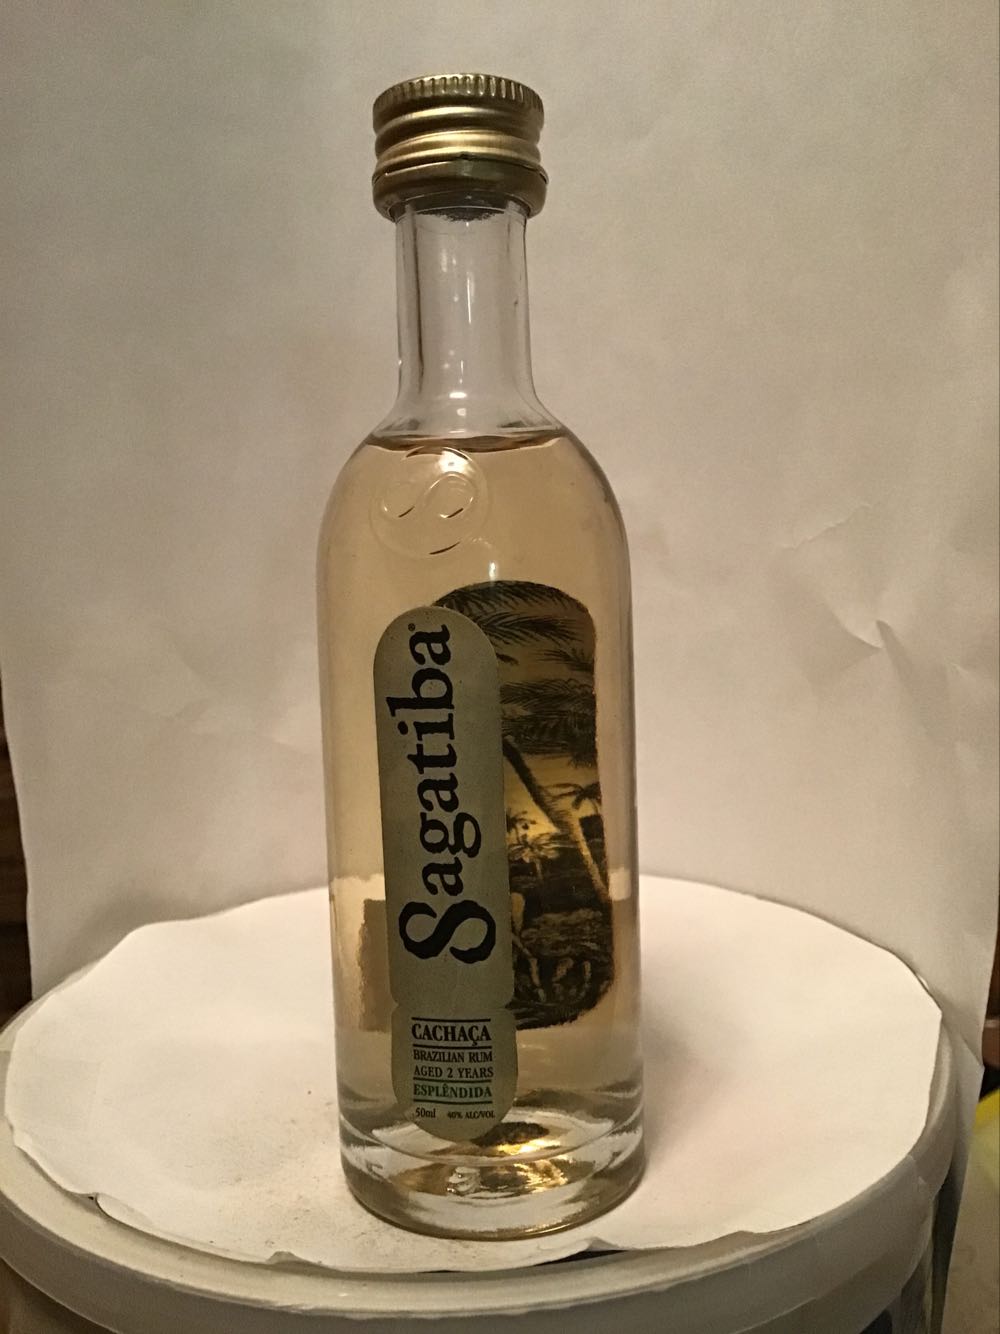 Sagatiba®
CACHAÇA
BRAZILIAN RUM
AGED 2 YEARS
ESPLÊNDIDA
50ml 40% ALC/VOL